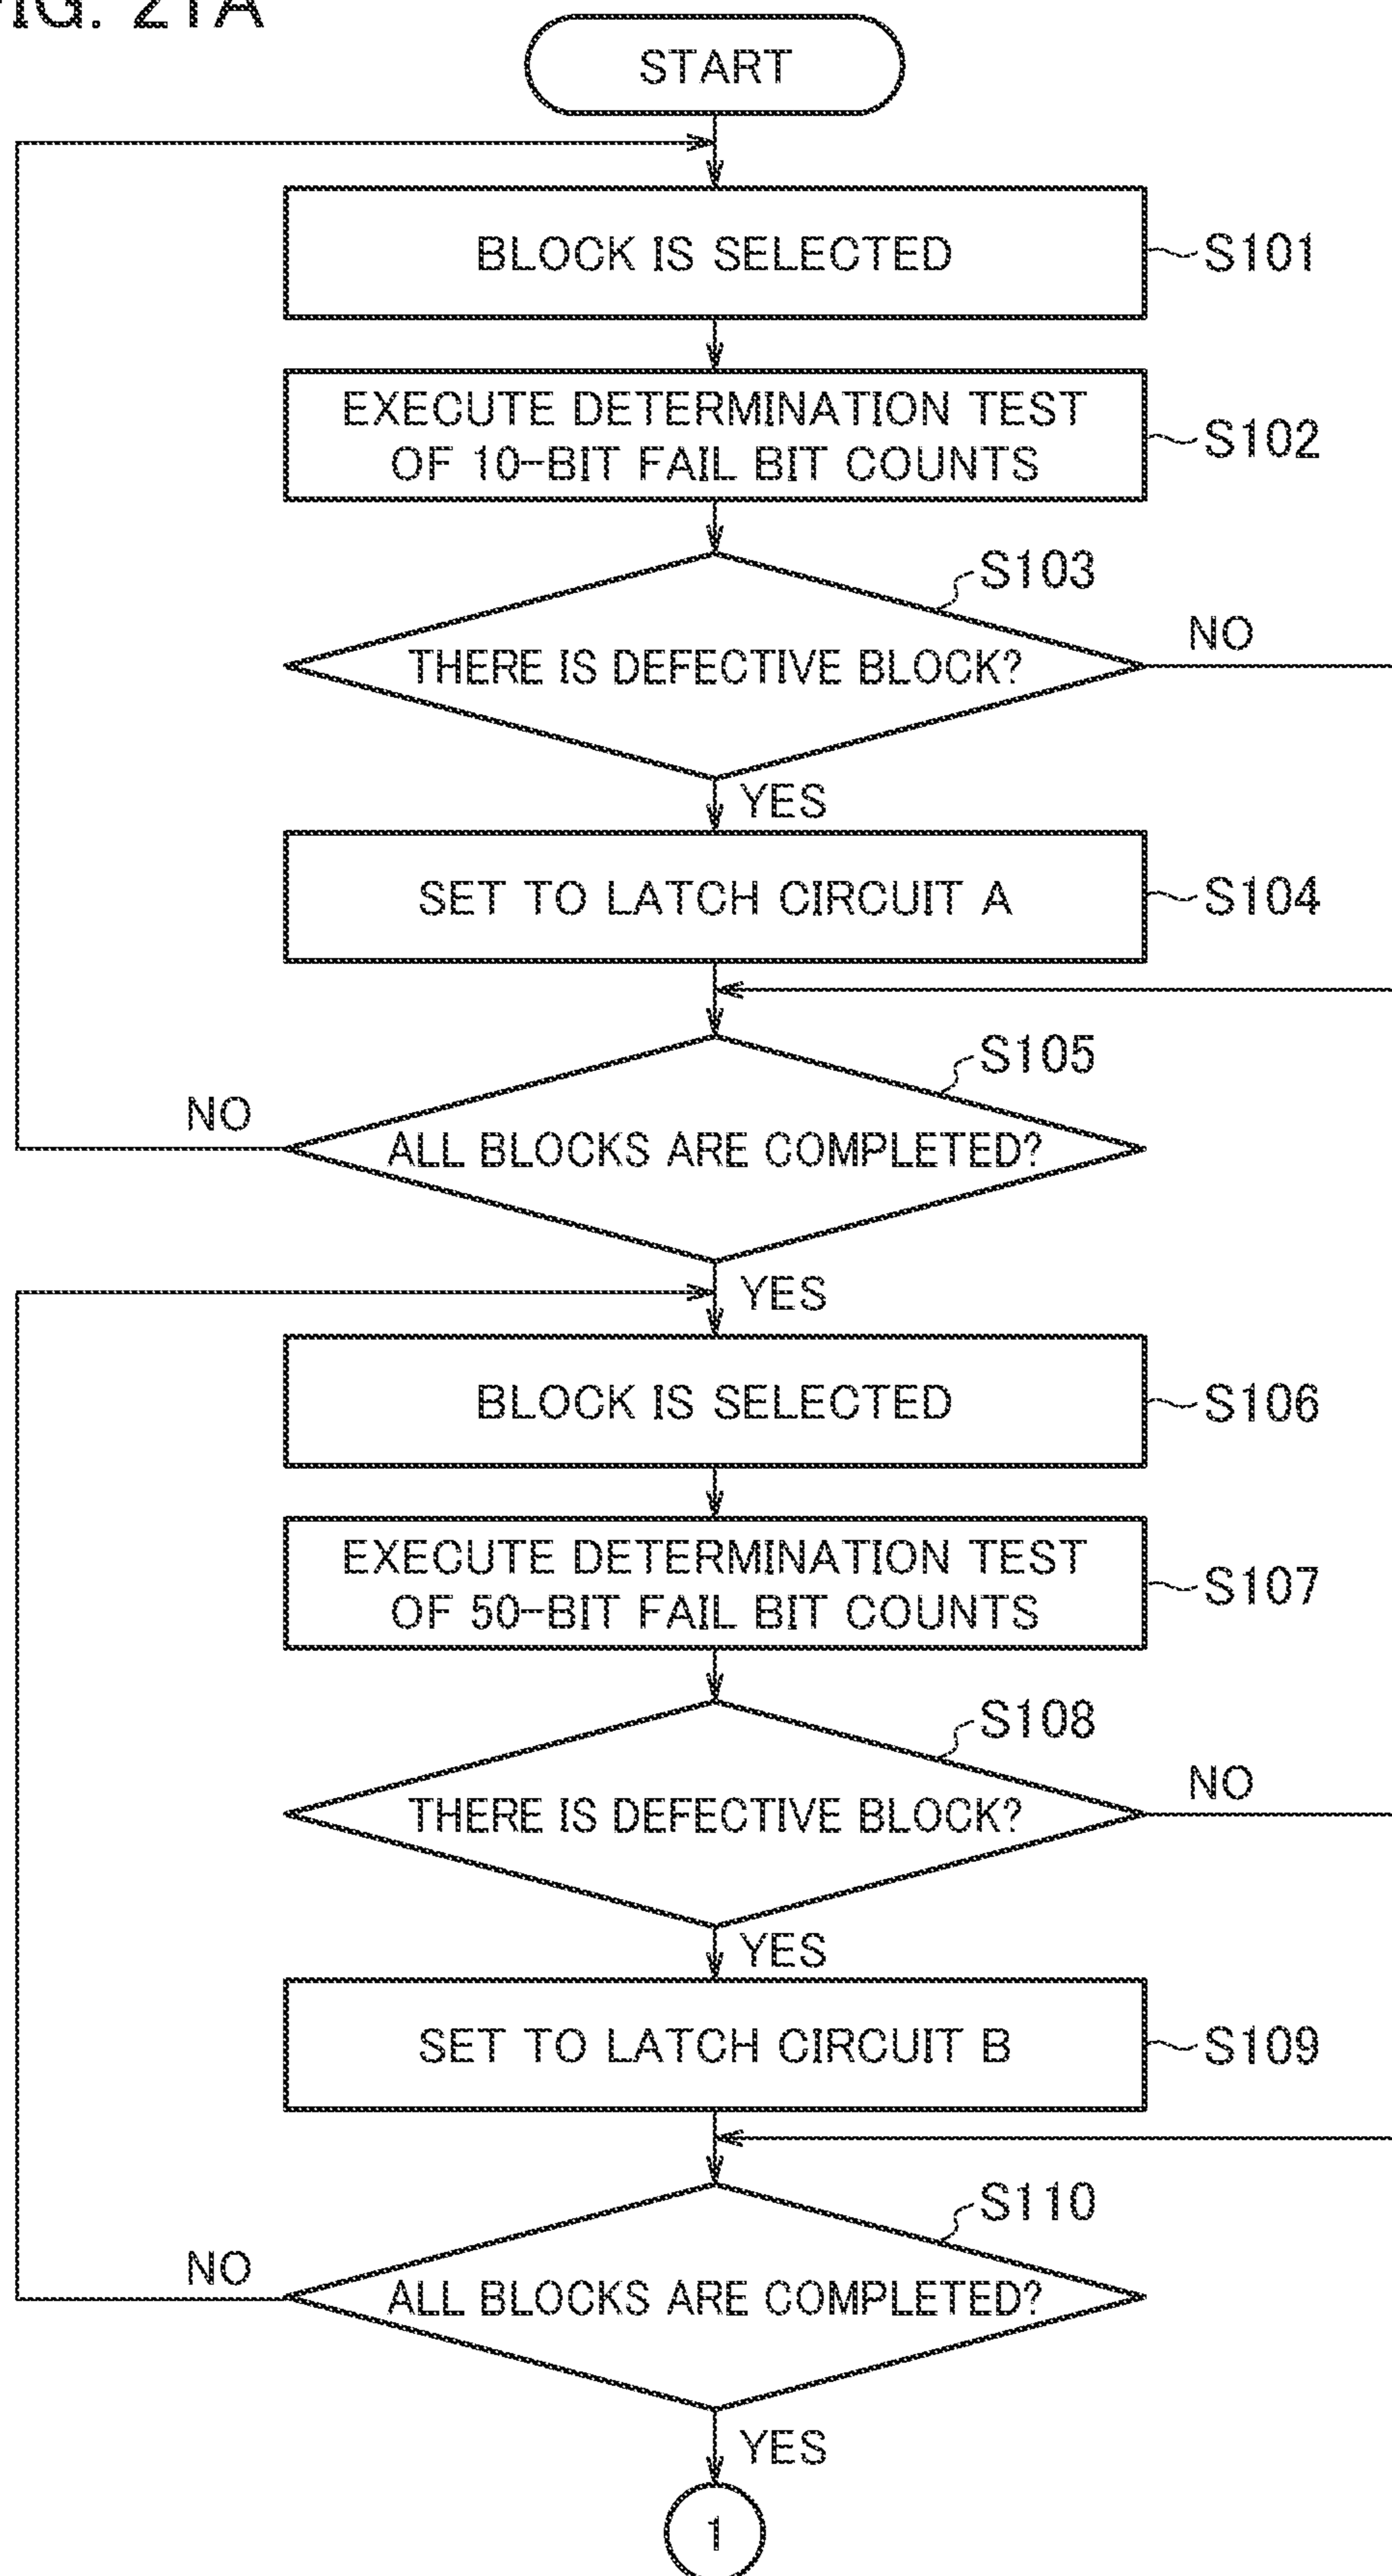 FIG. 21A
START
BLOCK IS SELECTED
S101
EXECUTE DETERMINATION TEST
OF 10-BIT FAIL BIT COUNTS
S102
S103
NO
THERE IS DEFECTIVE BLOCK?
YES
SET TO LATCH CIRCUIT A
S104
S105
NO
ALL BLOCKS ARE COMPLETED?
YES
BLOCK IS SELECTED
S106
EXECUTE DETERMINATION TEST
OF 50-BIT FAIL BIT COUNTS
S107
S108
NO
THERE IS DEFECTIVE BLOCK?
YES
SET TO LATCH CIRCUIT B
S109
S110
NO
ALL BLOCKS ARE COMPLETED?
YES
1